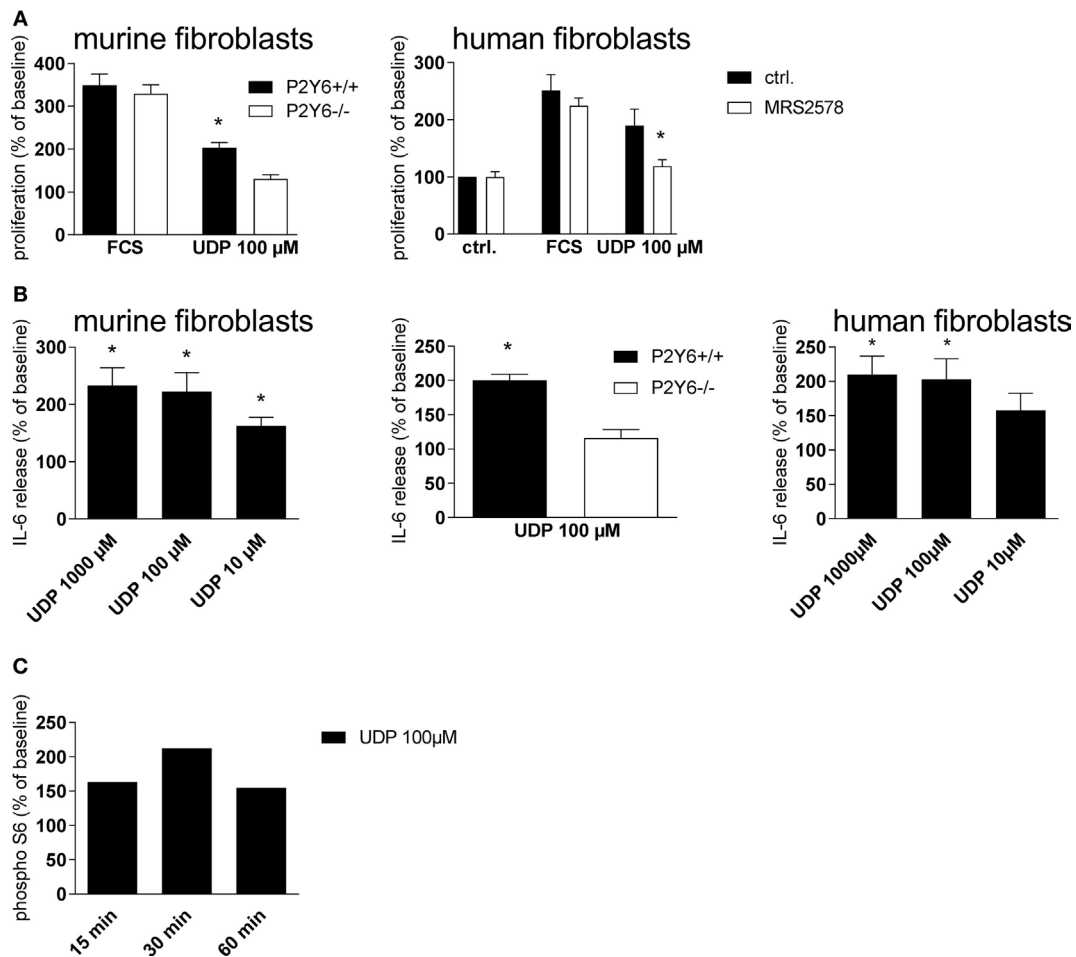 A
murine fibroblasts
proliferation (% of baseline)
400
300
200
100
0
*
FCS
UDP 100 µM
P2Y6+/+
P2Y6-/-
human fibroblasts
proliferation (% of baseline)
300
250
200
150
100
50
0
*
ctrl.
FCS
UDP 100 µM
ctrl.
MRS2578
B
murine fibroblasts
IL-6 release (% of baseline)
300
200
100
0
*
*
*
UDP 1000 µM
UDP 100 µM
UDP 10 µM
IL-6 release (% of baseline)
250
200
150
100
50
0
*
UDP 100 µM
P2Y6+/+
P2Y6-/-
human fibroblasts
IL-6 release (% of baseline)
250
200
150
100
50
0
*
*
UDP 1000µM
UDP 100µM
UDP 10µM
C
phospho S6 (% of baseline)
250
200
150
100
50
0
15 min
30 min
60 min
UDP 100µM